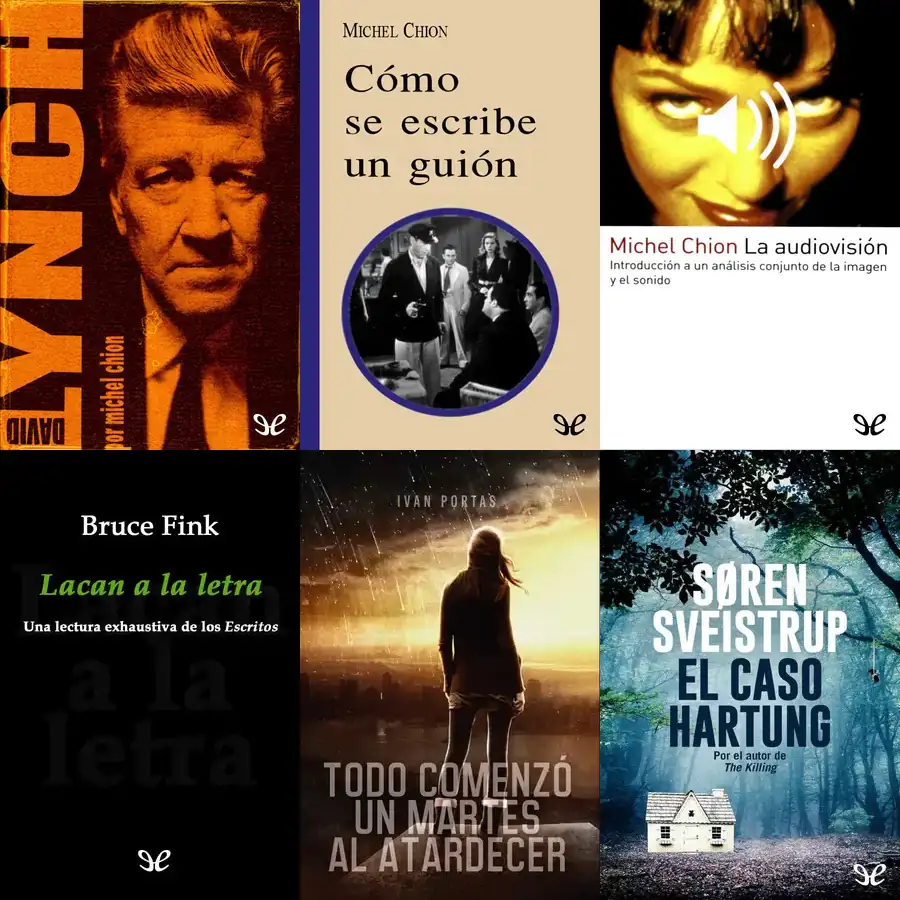 DAVID
LYNCH
por michel chion
MICHEL CHION
Cómo
se escribe
un guión
Michel Chion La audiovisión
Introducción a un análisis conjunto de la imagen
y el sonido
Bruce Fink
Lacan a la letra
Una lectura exhaustiva de los Escritos
Lacan
a la
letra
IVAN PORTAS
TODO COMENZÓ
UN MARTES
AL ATARDECER
SØREN
SVEISTRUP
EL CASO
HARTUNG
Por el autor de
The Killing